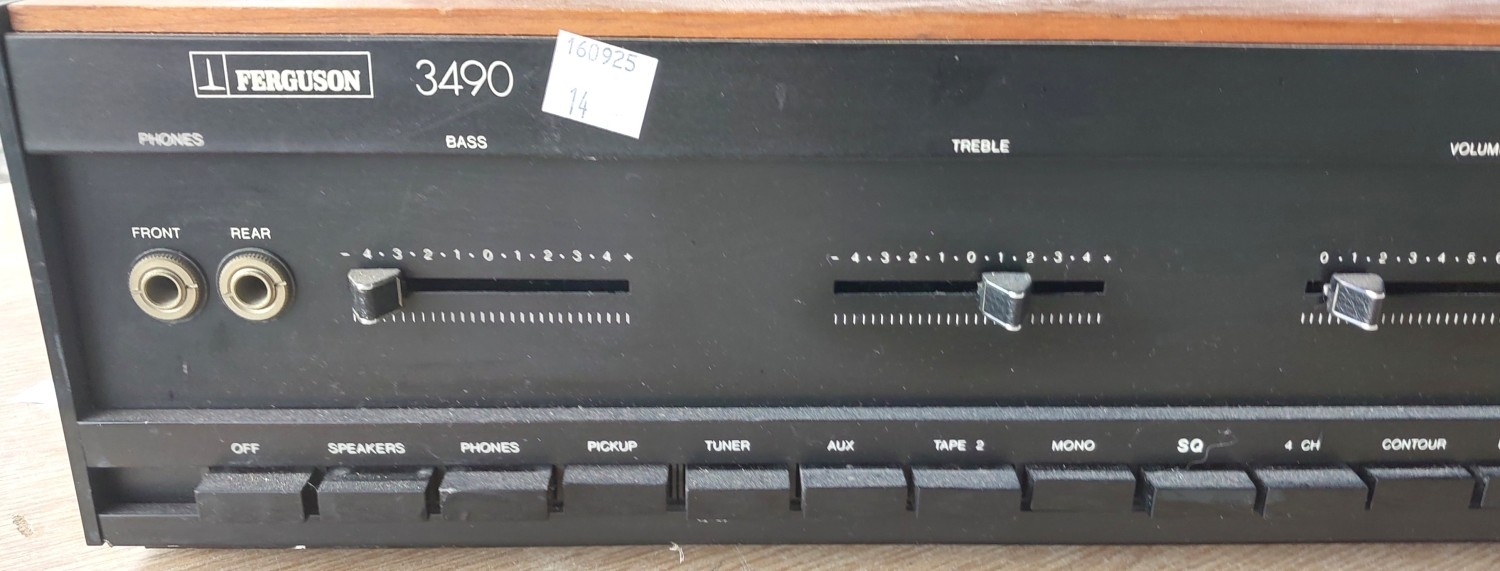 FERGUSON 3490
160925
14
PHONES BASS TREBLE VOLUM
FRONT REAR
- 4 • 3 • 2 • 1 • 0 • 1 • 2 • 3 • 4 +
- 4 • 3 • 2 • 1 • 0 • 1 • 2 • 3 • 4 +
0 • 1 • 2 • 3 • 4 • 5 • 6
OFF SPEAKERS PHONES PICKUP TUNER AUX TAPE 2 MONO SQ 4 CH CONTOUR